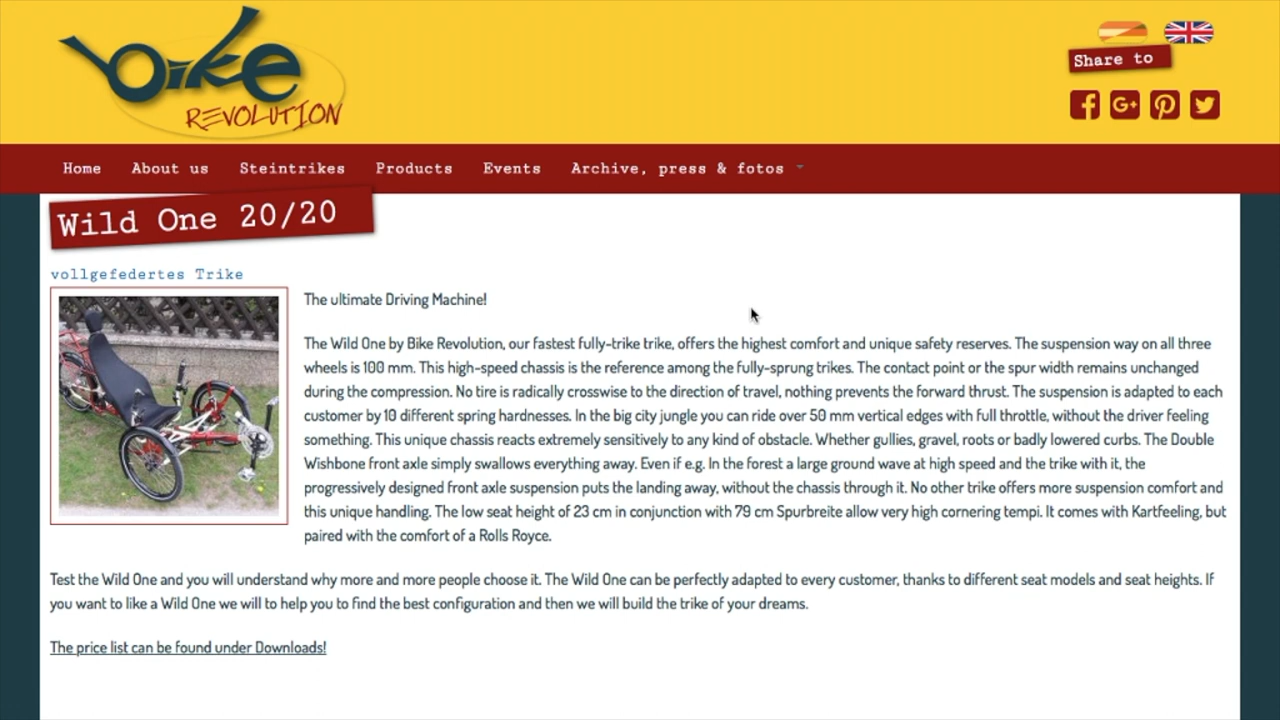 bike
REVOLUTION
Share to
Home About us Steintrikes Products Events Archive, press & fotos
Wild One 20/20
vollgefedertes Trike
The ultimate Driving Machine!
The Wild One by Bike Revolution, our fastest fully-trike trike, offers the highest comfort and unique safety reserves. The suspension way on all three
wheels is 100 mm. This high-speed chassis is the reference among the fully-sprung trikes. The contact point or the spur width remains unchanged
during the compression. No tire is radically crosswise to the direction of travel, nothing prevents the forward thrust. The suspension is adapted to each
customer by 10 different spring hardnesses. In the big city jungle you can ride over 50 mm vertical edges with full throttle, without the driver feeling
something. This unique chassis reacts extremely sensitively to any kind of obstacle. Whether gullies, gravel, roots or badly lowered curbs. The Double
Wishbone front axle simply swallows everything away. Even if e.g. In the forest a large ground wave at high speed and the trike with it, the
progressively designed front axle suspension puts the landing away, without the chassis through it. No other trike offers more suspension comfort and
this unique handling. The low seat height of 23 cm in conjunction with 79 cm Spurbreite allow very high cornering tempi. It comes with Kartfeeling, but
paired with the comfort of a Rolls Royce.
Test the Wild One and you will understand why more and more people choose it. The Wild One can be perfectly adapted to every customer, thanks to different seat models and seat heights. If
you want to like a Wild One we will to help you to find the best configuration and then we will build the trike of your dreams.
The price list can be found under Downloads!